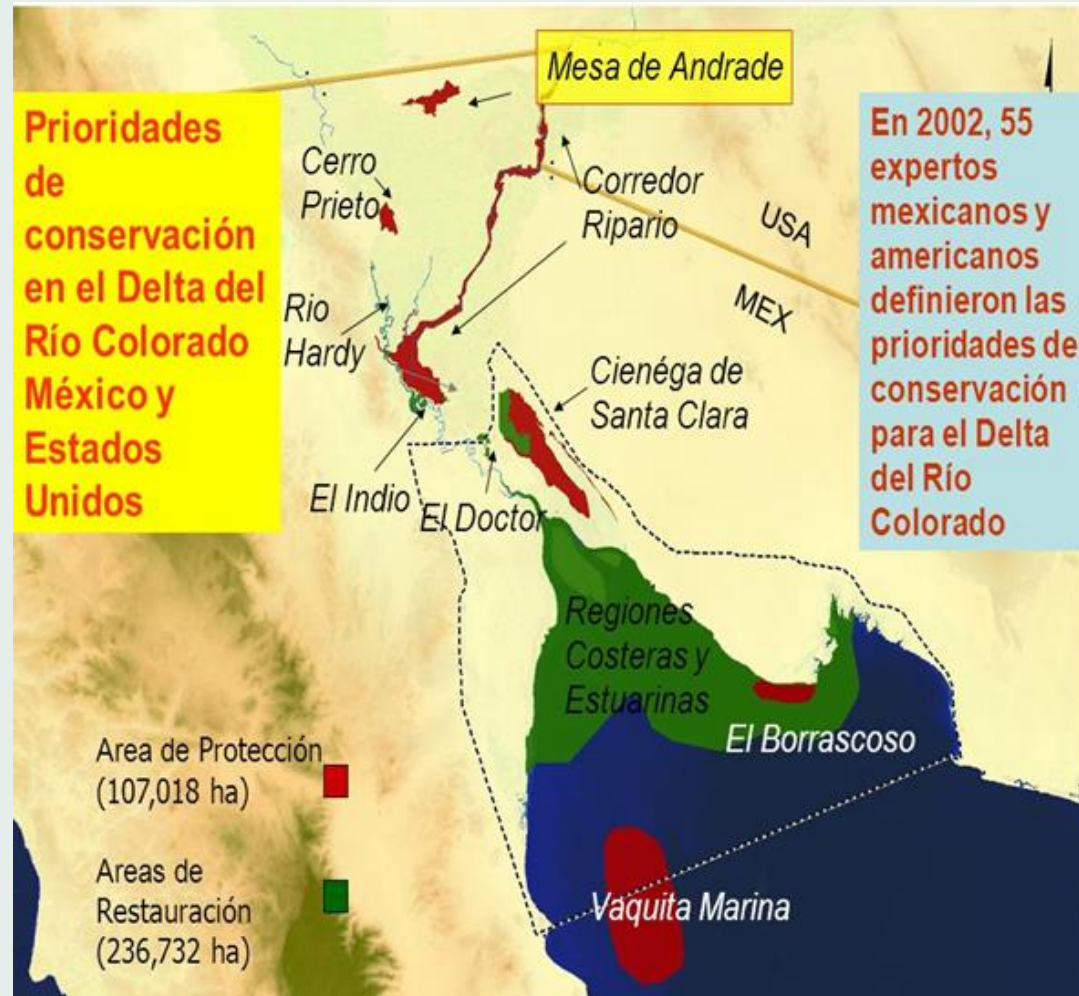 Prioridades
de
conservación
en el Delta del
Río Colorado
México y
Estados
Unidos
Mesa de Andrade
En 2002, 55
expertos
mexicanos y
americanos
definieron las
prioridades de
conservación
para el Delta
del Río
Colorado
Cerro
Prieto
Corredor
Ripario
USA
MEX
Rio
Hardy
Cienéga de
Santa Clara
El Indio
El Doctor
Regiones
Costeras y
Estuarinas
El Borrascoso
Area de Protección
(107,018 ha)
Areas de
Restauración
(236,732 ha)
Vaquita Marina